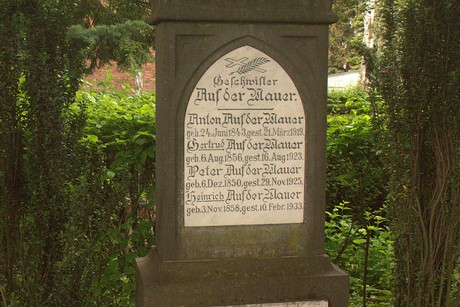 Geschwister
Auf der Mauer.
Anton Auf der Mauer
geb. 24. Juni 1843, gest. 21. März 1919.
Gertrud Auf der Mauer
geb. 6. Aug. 1856, gest. 16. Aug. 1923.
Peter Auf der Mauer
geb. 6. Dez. 1850, gest. 29. Nov. 1925.
Heinrich Auf der Mauer
geb. 3. Nov. 1858, gest. 10. Febr. 1933.